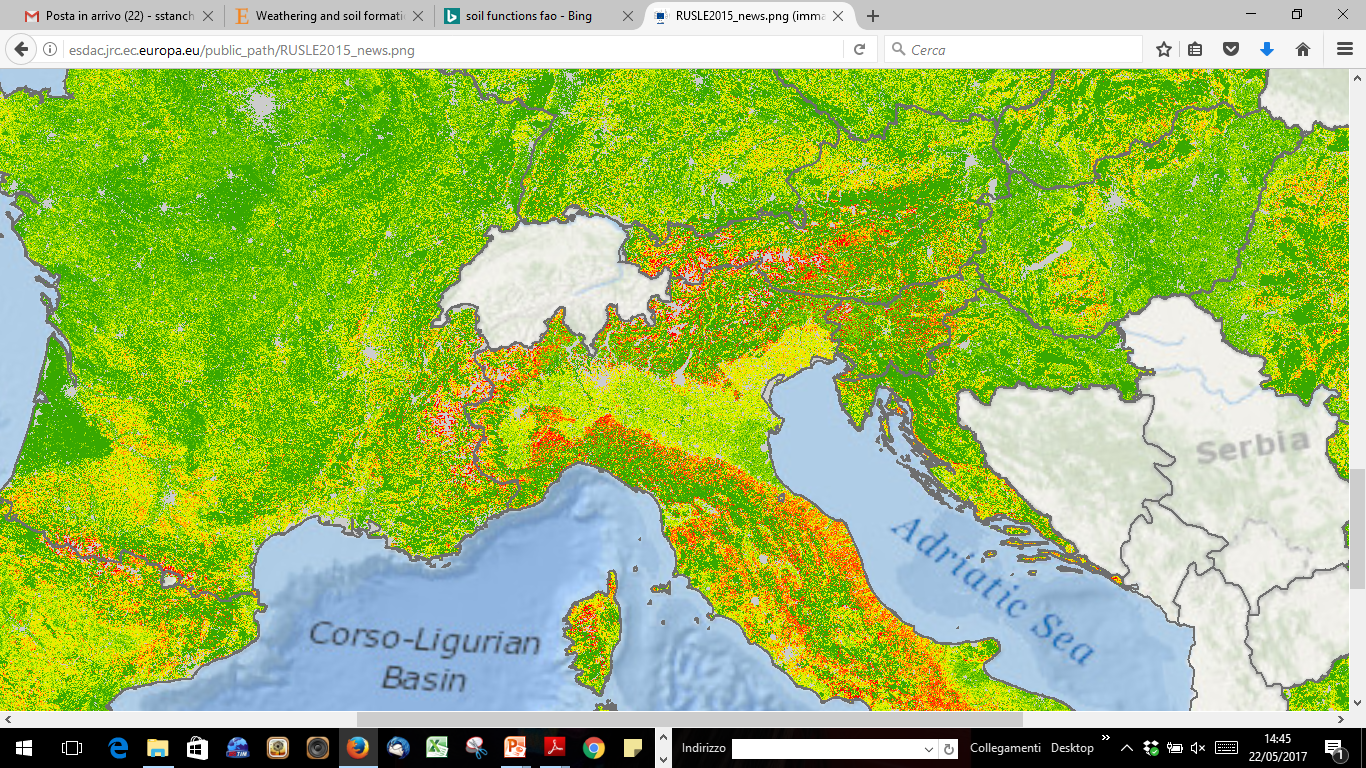 Posta in arrivo (22) - sstanch
Weathering and soil formati
soil functions fao - Bing
RUSLE2015_news.png (imma
esdac.jrc.ec.europa.eu/public_path/RUSLE2015_news.png
Cerca
Serbia
Adriatic Sea
Corso-Ligurian
Basin
Indirizzo
Collegamenti
Desktop
14:45
22/05/2017
1